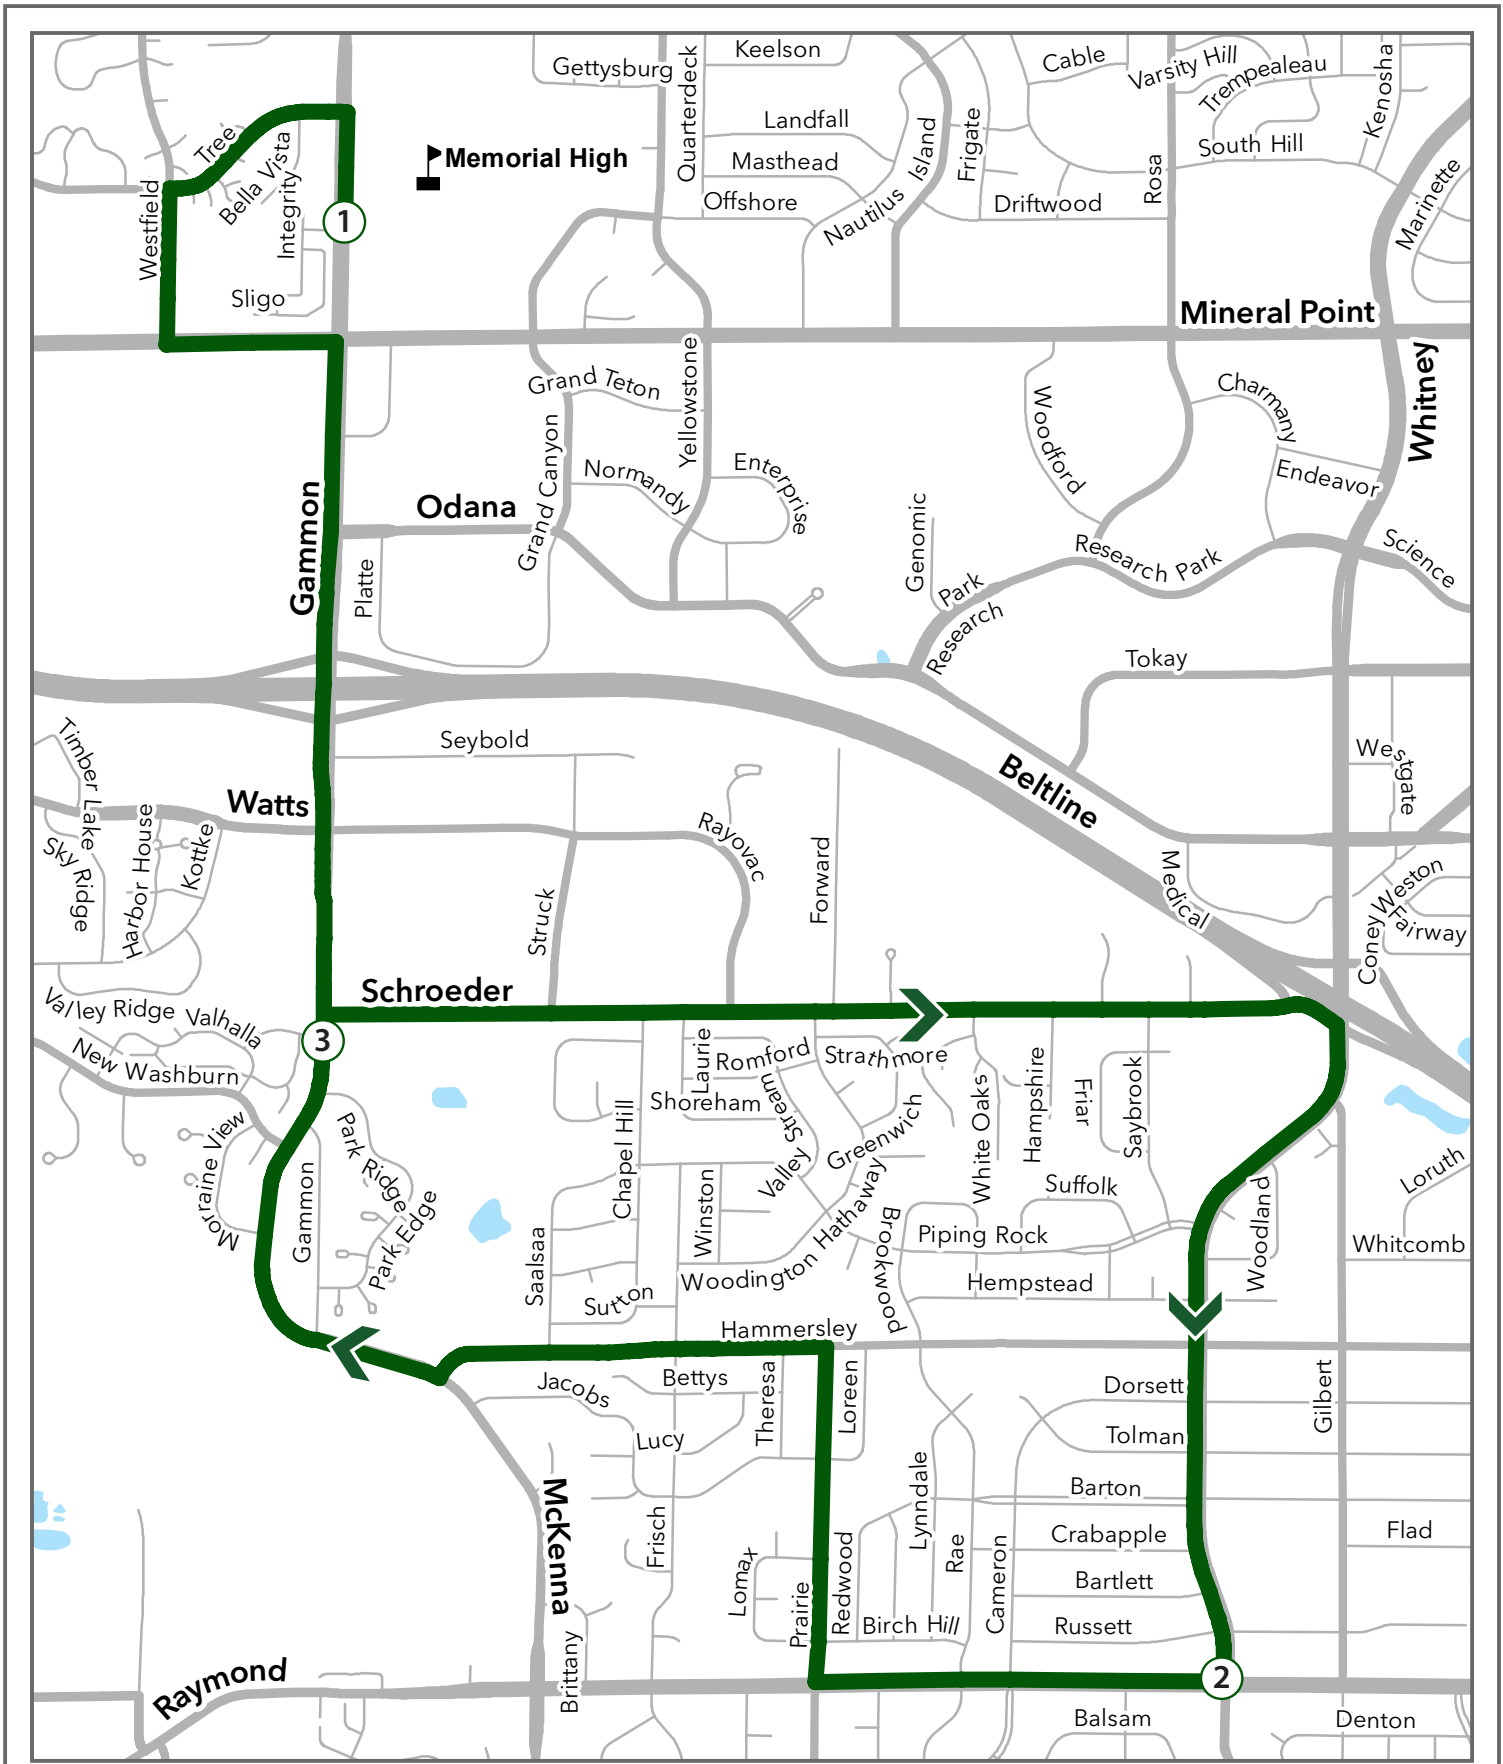 Gettysburg
Quarterdeck
Keelson
Cable
Varsity Hill
Trempealeau
Kenosha
Landfall
Masthead
Offshore
Nautilus
Island
Frigate
Driftwood
Rosa
South Hill
Marinette
Tree
Bella Vista
Integrity
Westfield
Sligo
1
Memorial High
Mineral Point
Whitney
Grand Teton
Yellowstone
Grand Canyon
Normandy
Enterprise
Woodford
Charmany
Endeavor
Gammon
Odana
Platte
Genomic
Research Park
Park
Research
Science
Tokay
Seybold
Beltline
Westgate
Timber Lake
Watts
Sky Ridge
Harbor House
Kottke
Rayovac
Struck
Forward
Medical
Weston
Coney
Fairway
Schroeder
Valley Ridge
Valhalla
New Washburn
3
Laurie
Romford
Strathmore
Shoreham
Valley Stream
Greenwich
White Oaks
Hampshire
Friar
Saybrook
Moraine View
Park Ridge
Park Edge
Gammon
Chapel Hill
Winston
Hathaway
Suffolk
Loruth
Saalsaa
Sutton
Woodington
Brookwood
Piping Rock
Woodland
Whitcomb
Hempstead
Hammersley
Jacobs
Bettys
Theresa
Loreen
Dorsett
Gilbert
Lucy
Tolman
McKenna
Frisch
Lynndale
Barton
Rae
Cameron
Crabapple
Flad
Lomax
Prairie
Redwood
Birch Hill
Bartlett
Russett
Raymond
Brittany
2
Balsam
Denton